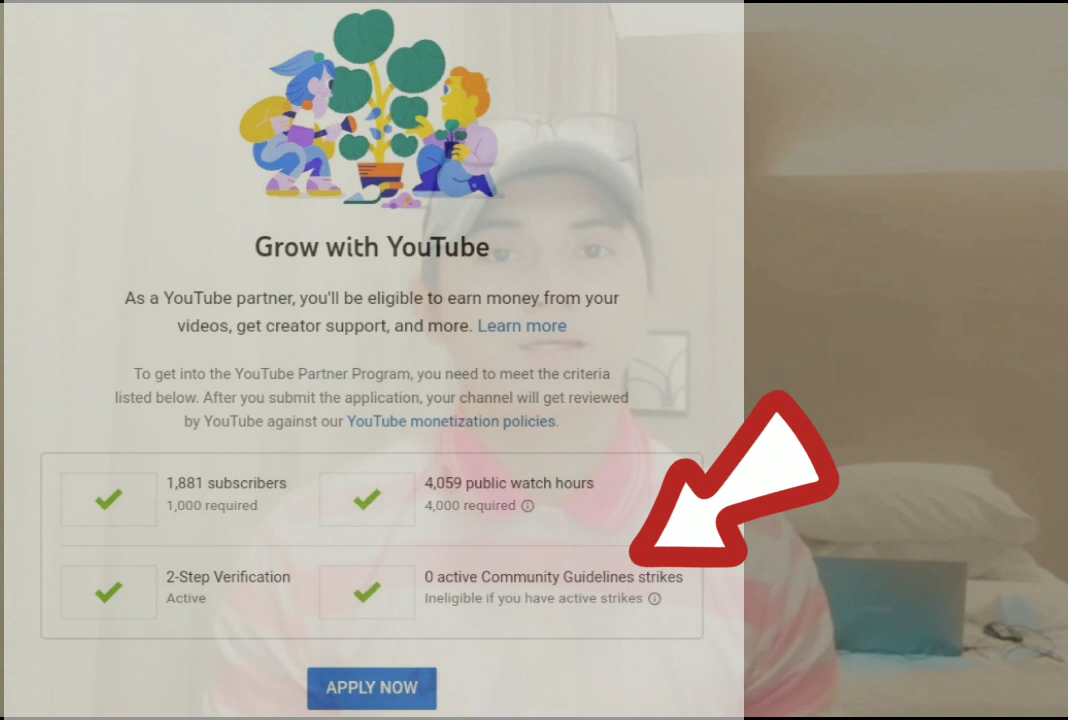 Grow with YouTube
As a YouTube partner, you'll be eligible to earn money from your
videos, get creator support, and more. Learn more
To get into the YouTube Partner Program, you need to meet the criteria
listed below. After you submit the application, your channel will get reviewed
by YouTube against our YouTube monetization policies.
1,881 subscribers
1,000 required
4,059 public watch hours
4,000 required
2-Step Verification
Active
0 active Community Guidelines strikes
Ineligible if you have active strikes
APPLY NOW